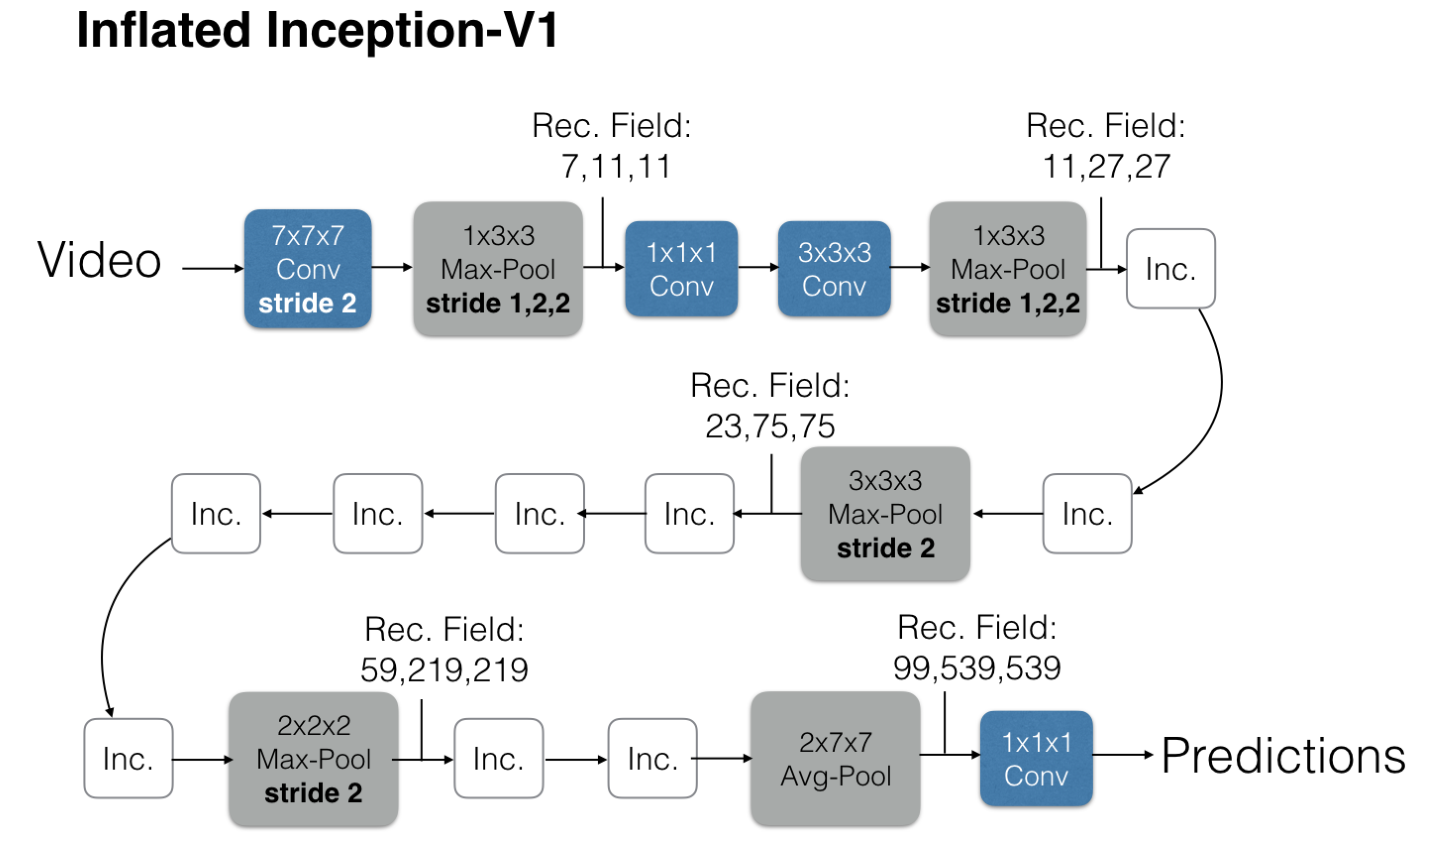 Inflated Inception-V1
Rec. Field:
7,11,11
Rec. Field:
11,27,27
Video
7x7x7
Conv
stride 2
1x3x3
Max-Pool
stride 1,2,2
1x1x1
Conv
3x3x3
Conv
1x3x3
Max-Pool
stride 1,2,2
Inc.
Rec. Field:
23,75,75
Inc.
Inc.
Inc.
Inc.
3x3x3
Max-Pool
stride 2
Inc.
Rec. Field:
59,219,219
Rec. Field:
99,539,539
Inc.
2x2x2
Max-Pool
stride 2
Inc.
Inc.
2x7x7
Avg-Pool
1x1x1
Conv
Predictions